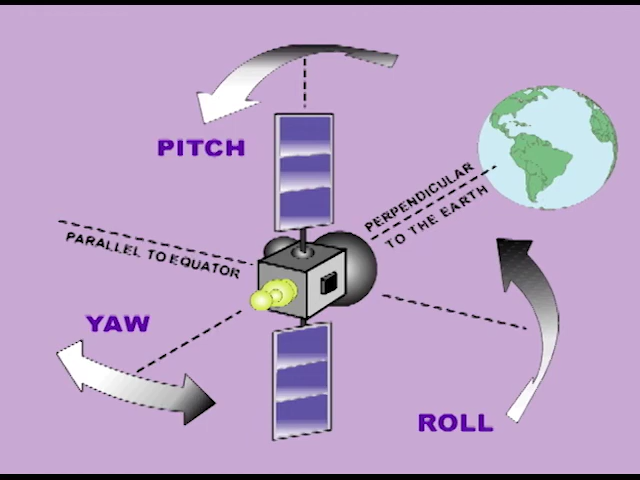 PITCH
PERPENDICULAR
TO THE EARTH
PARALLEL TO EQUATOR
YAW
ROLL